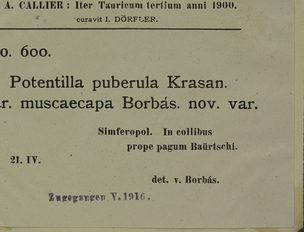 A. CALLIER : Iter Tauricum tertium anni 1900.
curavit I. DÖRFLER.
o. 600.
Potentilla puberula Krasan.
r. muscaecapa Borbás. nov. var.
Simferopol. In collibus
prope pagum Baürtschi.
21. IV.
det. v. Borbás.
Zugegangen V.1916.